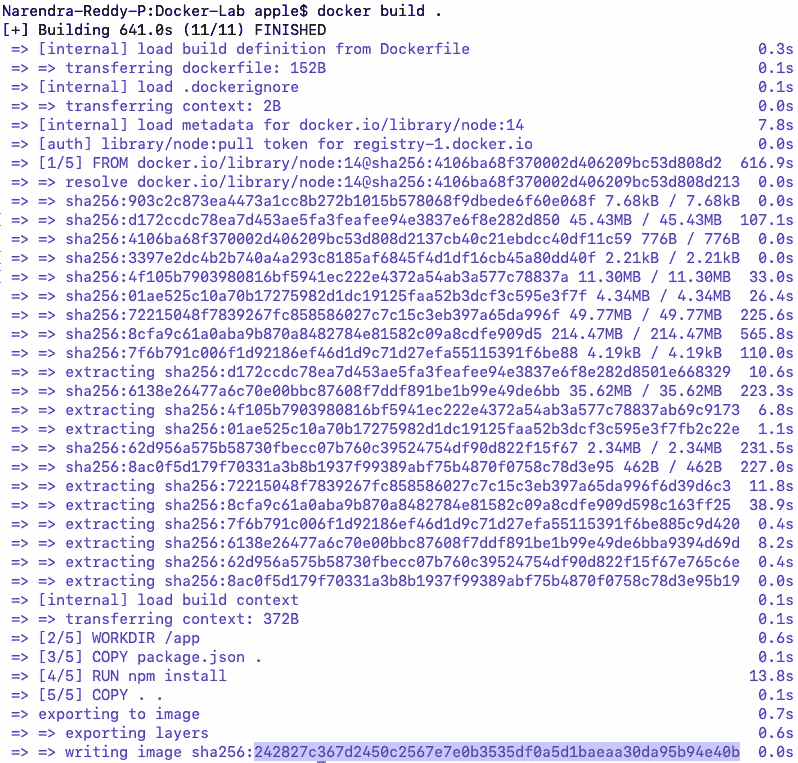 Narendra-Reddy-P:Docker-Lab apple$ docker build .
[+] Building 641.0s (11/11) FINISHED
=> [internal] load build definition from Dockerfile 0.3s
=> => transferring dockerfile: 152B 0.1s
=> [internal] load .dockerignore 0.1s
=> => transferring context: 2B 0.0s
=> [internal] load metadata for docker.io/library/node:14 7.8s
=> [auth] library/node:pull token for registry-1.docker.io 0.0s
=> [1/5] FROM docker.io/library/node:14@sha256:4106ba68f370002d406209bc53d808d2 616.9s
=> => resolve docker.io/library/node:14@sha256:4106ba68f370002d406209bc53d808d213 0.0s
=> => sha256:903c2c873ea4473a1cc8b272b1015b578068f9dbede6f60e068f 7.68kB / 7.68kB 0.0s
=> => sha256:d172ccdc78ea7d453ae5fa3feafee94e3837e6f8e282d850 45.43MB / 45.43MB 107.1s
=> => sha256:4106ba68f370002d406209bc53d808d2137cb40c21ebdcc40df11c59 776B / 776B 0.0s
=> => sha256:3397e2dc4b2b740a4a293c8185af6845f4d1df16cb45a80dd40f 2.21kB / 2.21kB 0.0s
=> => sha256:4f105b7903980816bf5941ec222e4372a54ab3a577c78837a 11.30MB / 11.30MB 33.0s
=> => sha256:01ae525c10a70b17275982d1dc19125faa52b3dcf3c595e3f7f 4.34MB / 4.34MB 26.4s
=> => sha256:72215048f7839267fc858586027c7c15c3eb397a65da996f 49.77MB / 49.77MB 225.6s
=> => sha256:8cfa9c61a0aba9b870a8482784e81582c09a8cdfe909d5 214.47MB / 214.47MB 565.8s
=> => sha256:7f6b791c006f1d92186ef46d1d9c71d27efa55115391f6be88 4.19kB / 4.19kB 110.0s
=> => extracting sha256:d172ccdc78ea7d453ae5fa3feafee94e3837e6f8e282d8501e668329 10.6s
=> => sha256:6138e26477a6c70e00bbc87608f7ddf891be1b99e49de6bb 35.62MB / 35.62MB 223.3s
=> => extracting sha256:4f105b7903980816bf5941ec222e4372a54ab3a577c78837ab69c9173 6.8s
=> => extracting sha256:01ae525c10a70b17275982d1dc19125faa52b3dcf3c595e3f7fb2c22e 1.1s
=> => sha256:62d956a575b58730fbecc07b760c39524754df90d822f15f67 2.34MB / 2.34MB 231.5s
=> => sha256:8ac0f5d179f70331a3b8b1937f99389abf75b4870f0758c78d3e95 462B / 462B 227.0s
=> => extracting sha256:72215048f7839267fc858586027c7c15c3eb397a65da996f6d39d6c3 11.8s
=> => extracting sha256:8cfa9c61a0aba9b870a8482784e81582c09a8cdfe909d598c163ff25 38.9s
=> => extracting sha256:7f6b791c006f1d92186ef46d1d9c71d27efa55115391f6be885c9d420 0.4s
=> => extracting sha256:6138e26477a6c70e00bbc87608f7ddf891be1b99e49de6bba9394d69d 8.2s
=> => extracting sha256:62d956a575b58730fbecc07b760c39524754df90d822f15f67e765c6e 0.4s
=> => extracting sha256:8ac0f5d179f70331a3b8b1937f99389abf75b4870f0758c78d3e95b19 0.0s
=> [internal] load build context 0.1s
=> => transferring context: 372B 0.1s
=> [2/5] WORKDIR /app 0.6s
=> [3/5] COPY package.json . 0.1s
=> [4/5] RUN npm install 13.8s
=> [5/5] COPY . . 0.1s
=> exporting to image 0.7s
=> => exporting layers 0.6s
=> => writing image sha256:242827c367d2450c2567e7e0b3535df0a5d1baeaa30da95b94e40b 0.0s